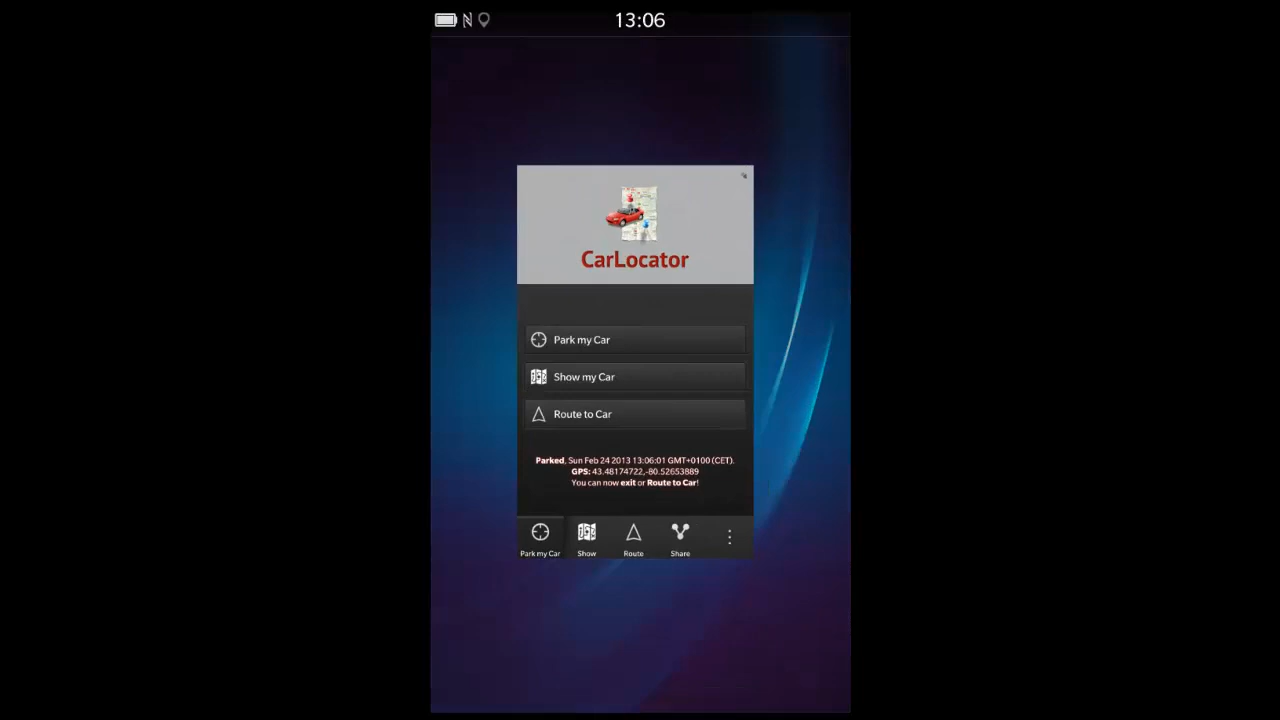 13:06
CarLocator
Park my Car
Show my Car
Route to Car
Parked, Sun Feb 24 2013 13:06:01 GMT+0100 (CET).
GPS: 43.48174722,-80.52653889
You can now exit or Route to Car!
Park my Car Show Route Share